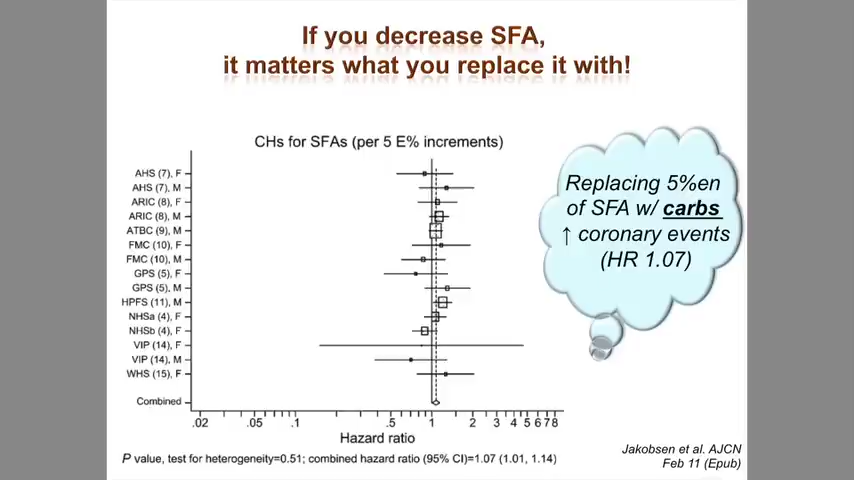 If you decrease SFA,
it matters what you replace it with!
CHs for SFAs (per 5 E% increments)
AHS (7), F
AHS (7), M
ARIC (8), F
ARIC (8), M
ATBC (9), M
FMC (10), F
FMC (10), M
GPS (5), F
GPS (5), M
HPFS (11), M
NHSa (4), F
NHSb (4), F
VIP (14), F
VIP (14), M
WHS (15), F
Combined
.02 .05 .1 .5 1 2 3 4 5 6 7 8
Hazard ratio
P value, test for heterogeneity=0.51; combined hazard ratio (95% CI)=1.07 (1.01, 1.14)
Replacing 5%en
of SFA w/ carbs
↑ coronary events
(HR 1.07)
Jakobsen et al. AJCN
Feb 11 (Epub)